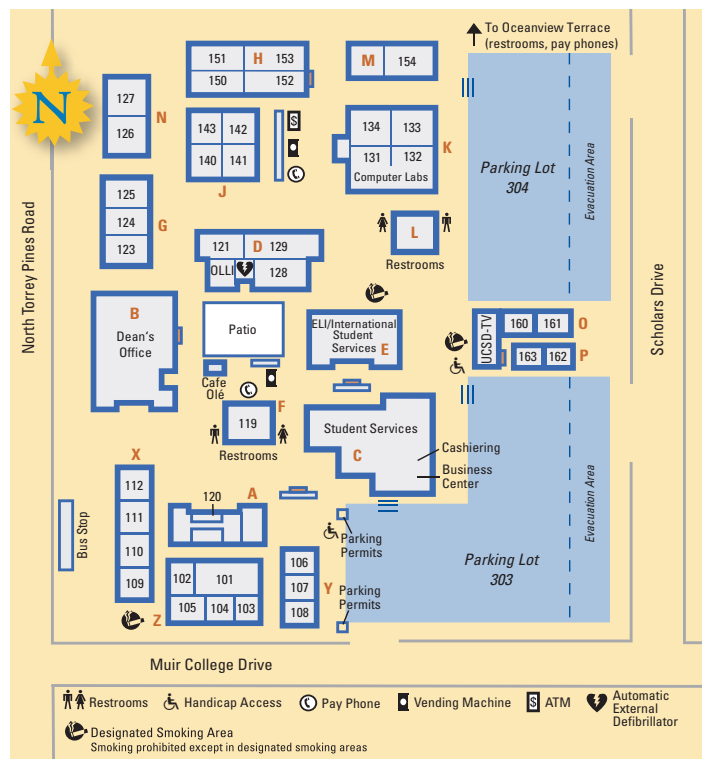 To Oceanview Terrace
(restrooms, pay phones)
N
151 H 153
150 152
M 154
127
126
N
143 142
140 141
J
$
134 133
131 132
Computer Labs
K
Parking Lot
304
Evacuation Area
125
124
123
G
121 D 129
OLLI 128
L
Restrooms
North Torrey Pines Road
Scholars Drive
B
Dean's
Office
Patio
ELI/International
Student
Services E
UCSD-TV
160 161 O
163 162 P
Cafe
Olé
F
119
Restrooms
Student Services
C
Cashiering
Business
Center
X
112
111
110
109
Bus Stop
120
A
Parking
Permits
Parking Lot
303
Evacuation Area
102 101
105 104 103
Z
106
107
108
Y
Parking
Permits
Muir College Drive
Restrooms
Handicap Access
Pay Phone
Vending Machine
$ ATM
Automatic
External
Defibrillator
Designated Smoking Area
Smoking prohibited except in designated smoking areas